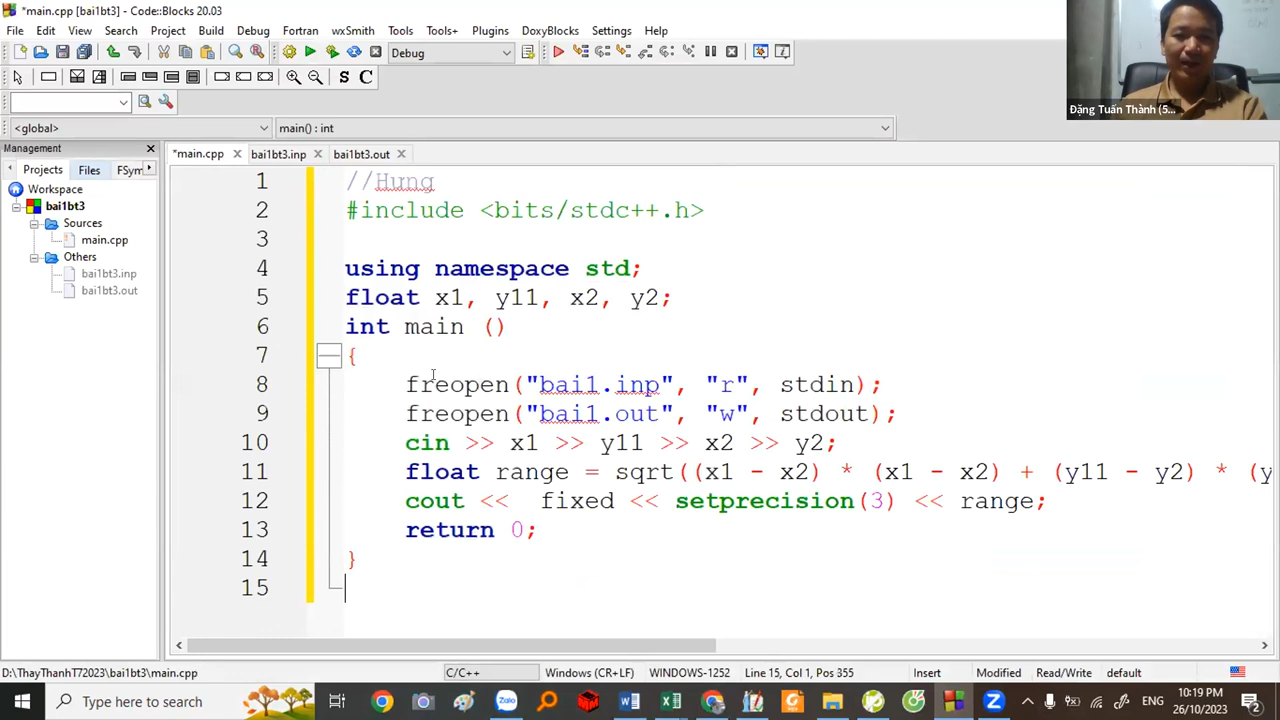 *main.cpp [bai1bt3] - Code::Blocks 20.03
File Edit View Search Project Build Debug Fortran wxSmith Tools Tools+ Plugins DoxyBlocks Settings Help
Debug
S C
<global>
main() : int
Đặng Tuấn Thành (5...
Management
*main.cpp bai1bt3.inp bai1bt3.out
Projects Files FSym
Workspace
bai1bt3
Sources
main.cpp
Others
bai1bt3.inp
bai1bt3.out
1 //Hung
2 #include <bits/stdc++.h>
3
4 using namespace std;
5 float x1, y11, x2, y2;
6 int main ()
7 {
8 freopen("bai1.inp", "r", stdin);
9 freopen("bai1.out", "w", stdout);
10 cin >> x1 >> y11 >> x2 >> y2;
11 float range = sqrt((x1 - x2) * (x1 - x2) + (y11 - y2) * (y
12 cout << fixed << setprecision(3) << range;
13 return 0;
14 }
15
D:\ThayThanhT72023\bai1bt3\main.cpp C/C++ Windows (CR+LF) WINDOWS-1252 Line 15, Col 1, Pos 355 Insert Modified Read/Write default
Type here to search
Zalo
ENG
10:19 PM
26/10/2023
2